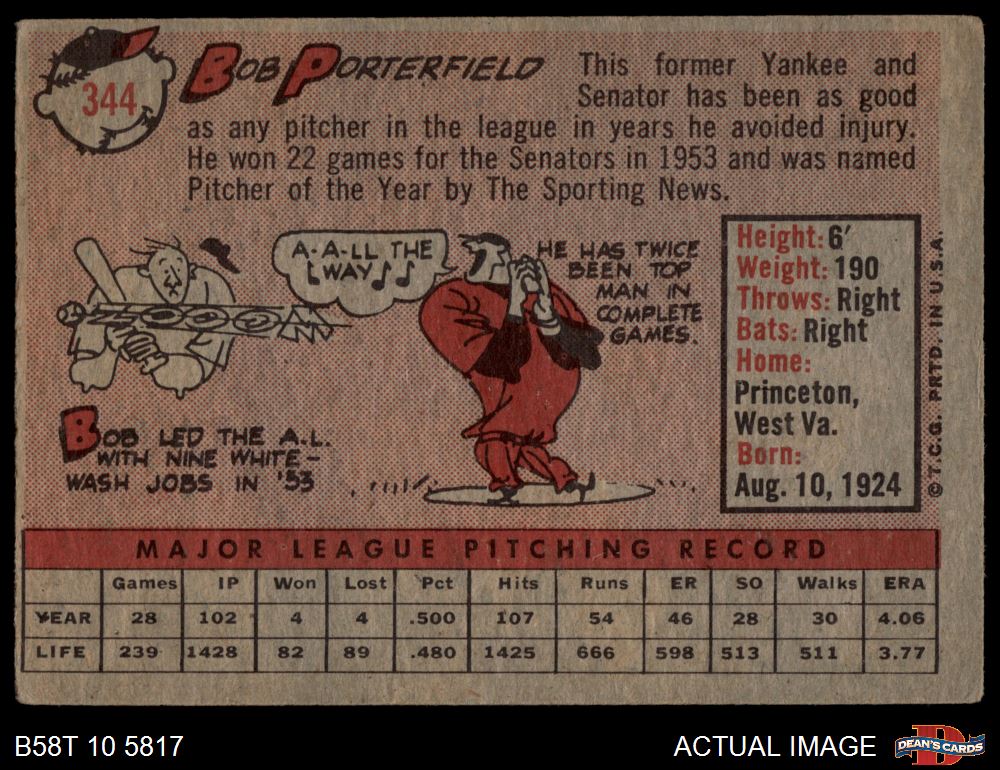 344
BOB PORTERFIELD
This former Yankee and
Senator has been as good
as any pitcher in the league in years he avoided injury.
He won 22 games for the Senators in 1953 and was named
Pitcher of the Year by The Sporting News.
A-A-LL THE
WAY
HE HAS TWICE
BEEN TOP
MAN IN
COMPLETE
GAMES.
BOB LED THE A.L.
WITH NINE WHITE-
WASH JOBS IN '53
Height: 6'
Weight: 190
Throws: Right
Bats: Right
Home:
Princeton,
West Va.
Born:
Aug. 10, 1924
© T.C.G. PRTD. IN U.S.A.
MAJOR LEAGUE PITCHING RECORD
Games IP Won Lost Pct Hits Runs ER SO Walks ERA
YEAR 28 102 4 4 .500 107 54 46 28 30 4.06
LIFE 239 1428 82 89 .480 1425 666 598 513 511 3.77
B58T 10 5817
ACTUAL IMAGE
DEAN'S CARDS